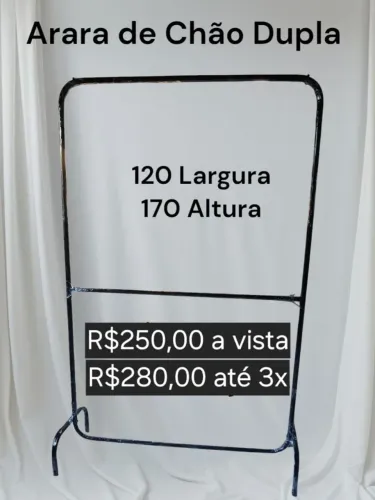 Arara de Chão Dupla
120 Largura
170 Altura
R$250,00 a vista
R$280,00 até 3x